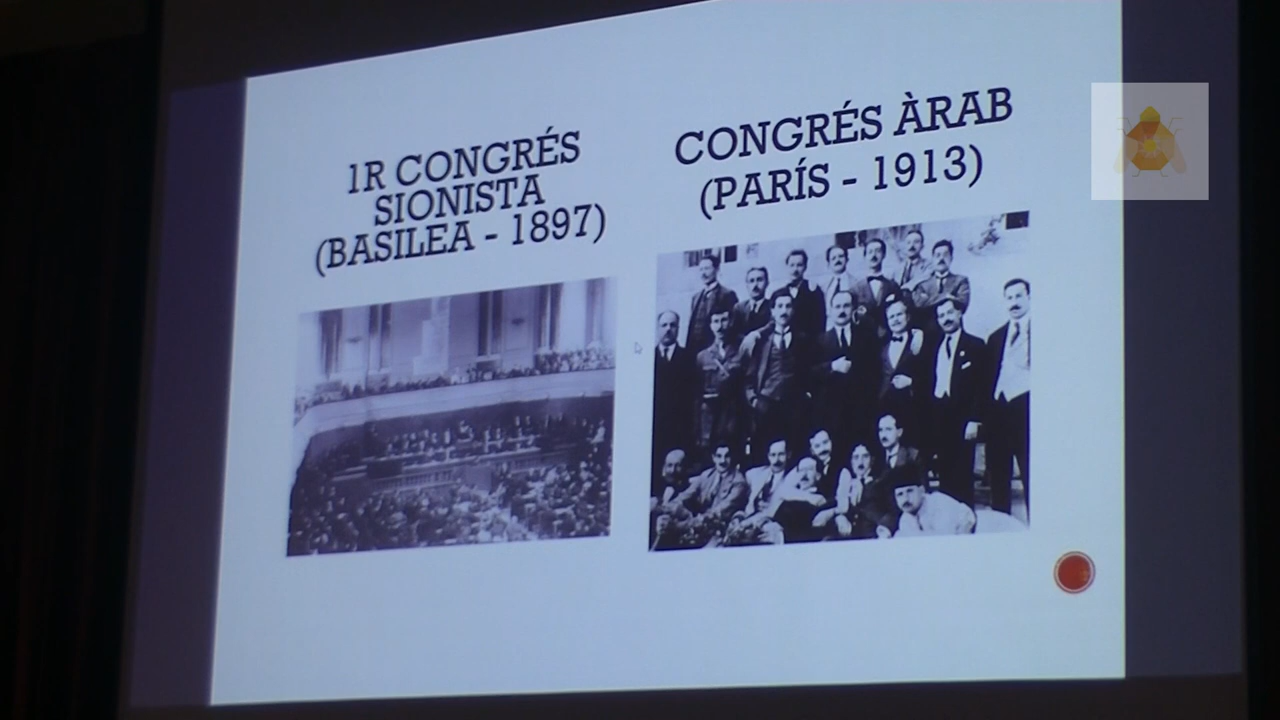 1R CONGRÉS
SIONISTA
(BASILEA - 1897)
CONGRÉS ÀRAB
(PARÍS - 1913)